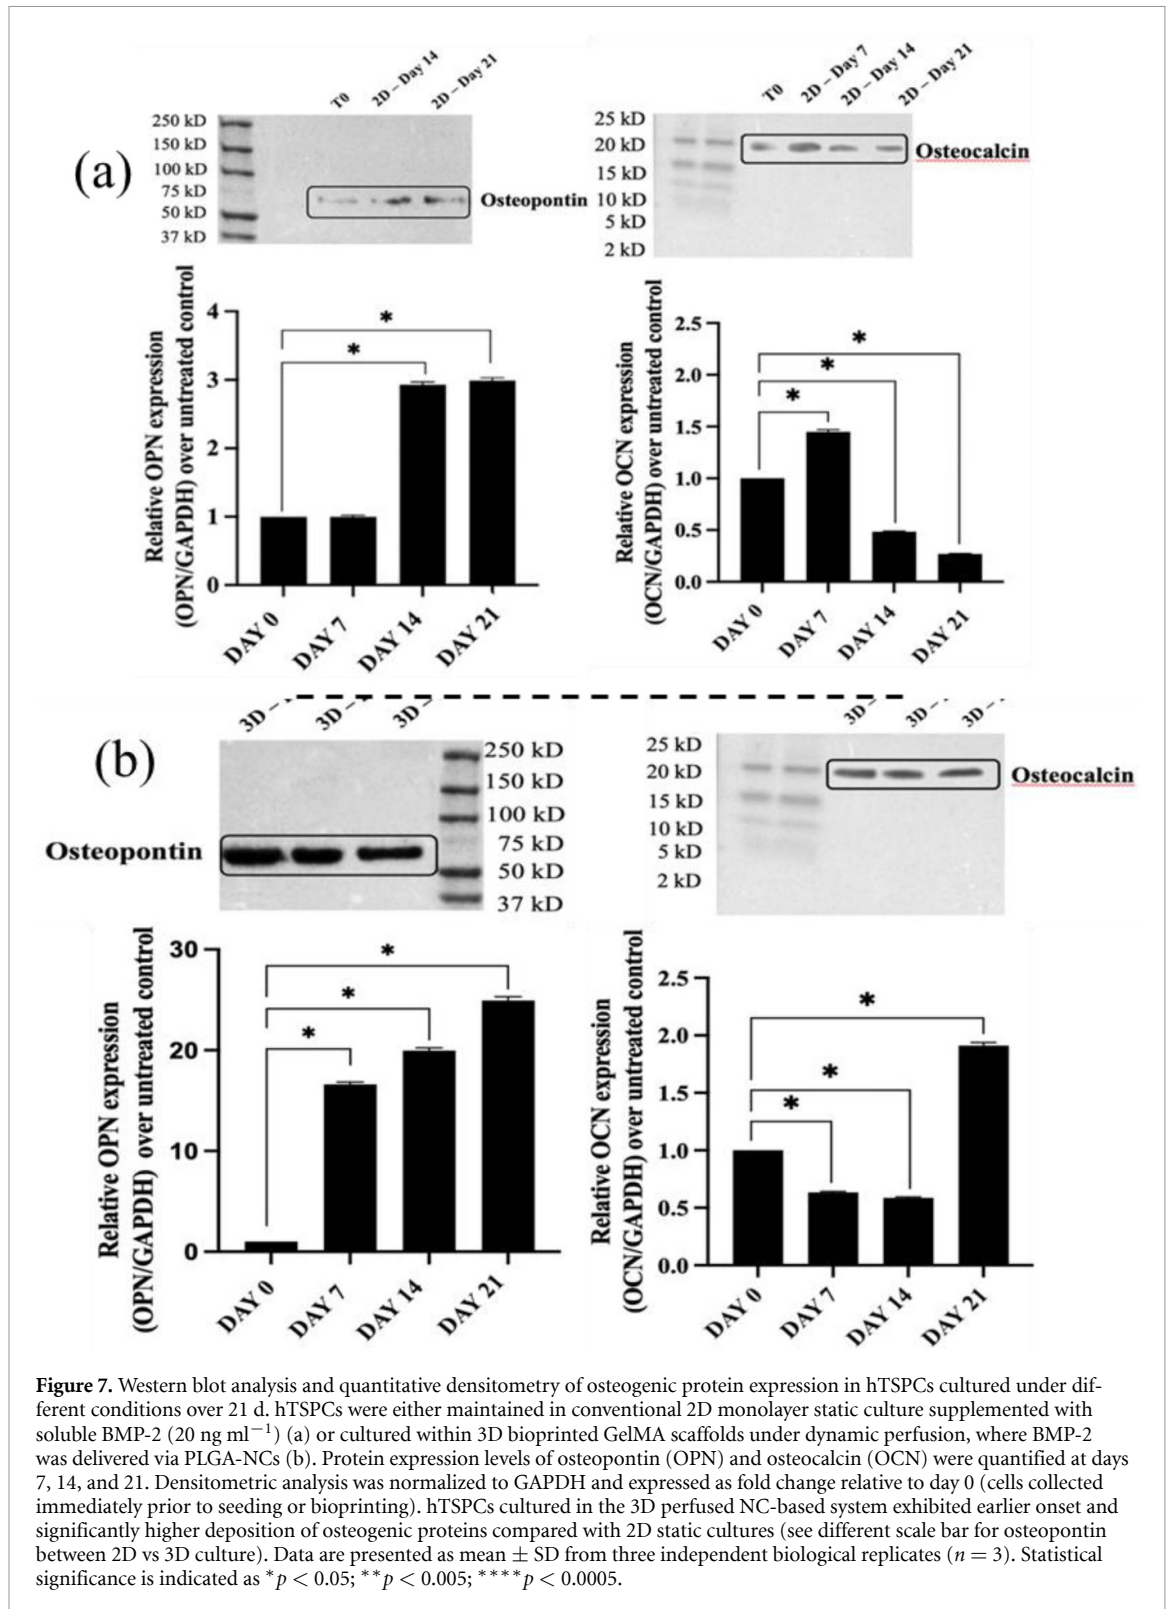 (a)
T0
2D – Day 14
2D – Day 21
250 kD
150 kD
100 kD
75 kD
50 kD
37 kD
Osteopontin
T0
2D – Day 7
2D – Day 14
2D – Day 21
25 kD
20 kD
15 kD
10 kD
5 kD
2 kD
Osteocalcin
Relative OPN expression
(OPN/GAPDH) over untreated control
4
3
2
1
0
*
*
DAY 0
DAY 7
DAY 14
DAY 21
Relative OCN expression
(OCN/GAPDH) over untreated control
2.5
2.0
1.5
1.0
0.5
0.0
*
*
*
DAY 0
DAY 7
DAY 14
DAY 21
(b)
3D –
3D –
3D –
250 kD
150 kD
100 kD
75 kD
50 kD
37 kD
Osteopontin
3D –
3D –
3D –
25 kD
20 kD
15 kD
10 kD
5 kD
2 kD
Osteocalcin
Relative OPN expression
(OPN/GAPDH) over untreated control
30
20
10
0
*
*
*
DAY 0
DAY 7
DAY 14
DAY 21
Relative OCN expression
(OCN/GAPDH) over untreated control
2.5
2.0
1.5
1.0
0.5
0.0
*
*
*
DAY 0
DAY 7
DAY 14
DAY 21
Figure 7. Western blot analysis and quantitative densitometry of osteogenic protein expression in hTSPCs cultured under dif-
ferent conditions over 21 d. hTSPCs were either maintained in conventional 2D monolayer static culture supplemented with
soluble BMP-2 (20 ng ml−1) (a) or cultured within 3D bioprinted GelMA scaffolds under dynamic perfusion, where BMP-2
was delivered via PLGA-NCs (b). Protein expression levels of osteopontin (OPN) and osteocalcin (OCN) were quantified at days
7, 14, and 21. Densitometric analysis was normalized to GAPDH and expressed as fold change relative to day 0 (cells collected
immediately prior to seeding or bioprinting). hTSPCs cultured in the 3D perfused NC-based system exhibited earlier onset and
significantly higher deposition of osteogenic proteins compared with 2D static cultures (see different scale bar for osteopontin
between 2D vs 3D culture). Data are presented as mean ± SD from three independent biological replicates (n = 3). Statistical
significance is indicated as *p < 0.05; **p < 0.005; ****p < 0.0005.